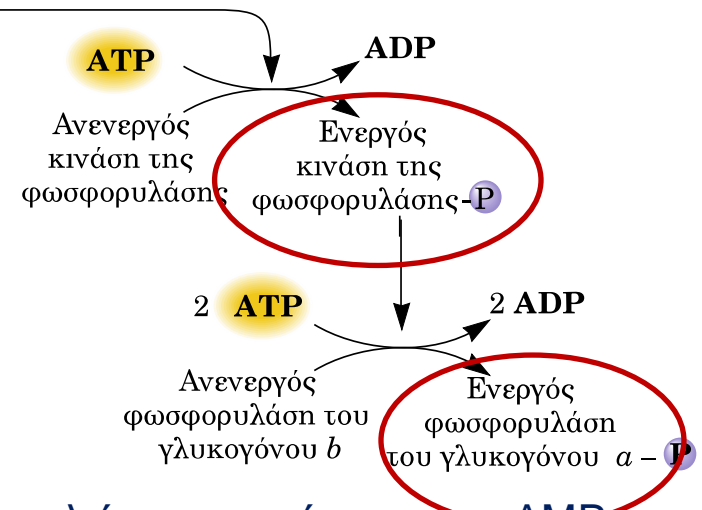 ATP
ADP
Ανενεργός
κινάση της
φωσφορυλάσης
Ενεργός
κινάση της
φωσφορυλάσης-P
2 ATP
2 ADP
Ανενεργός
φωσφορυλάση του
γλυκογόνου b
Ενεργός
φωσφορυλάση
του γλυκογόνου a – P
AMP